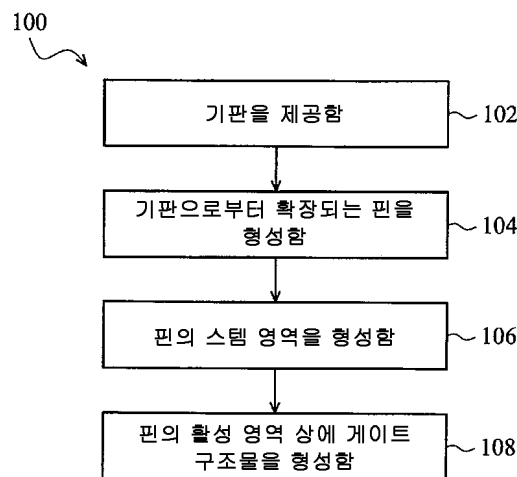 100
기판을 제공함
102
기판으로부터 확장되는 핀을
형성함
104
핀의 스템 영역을 형성함
106
핀의 활성 영역 상에 게이트
구조물을 형성함
108